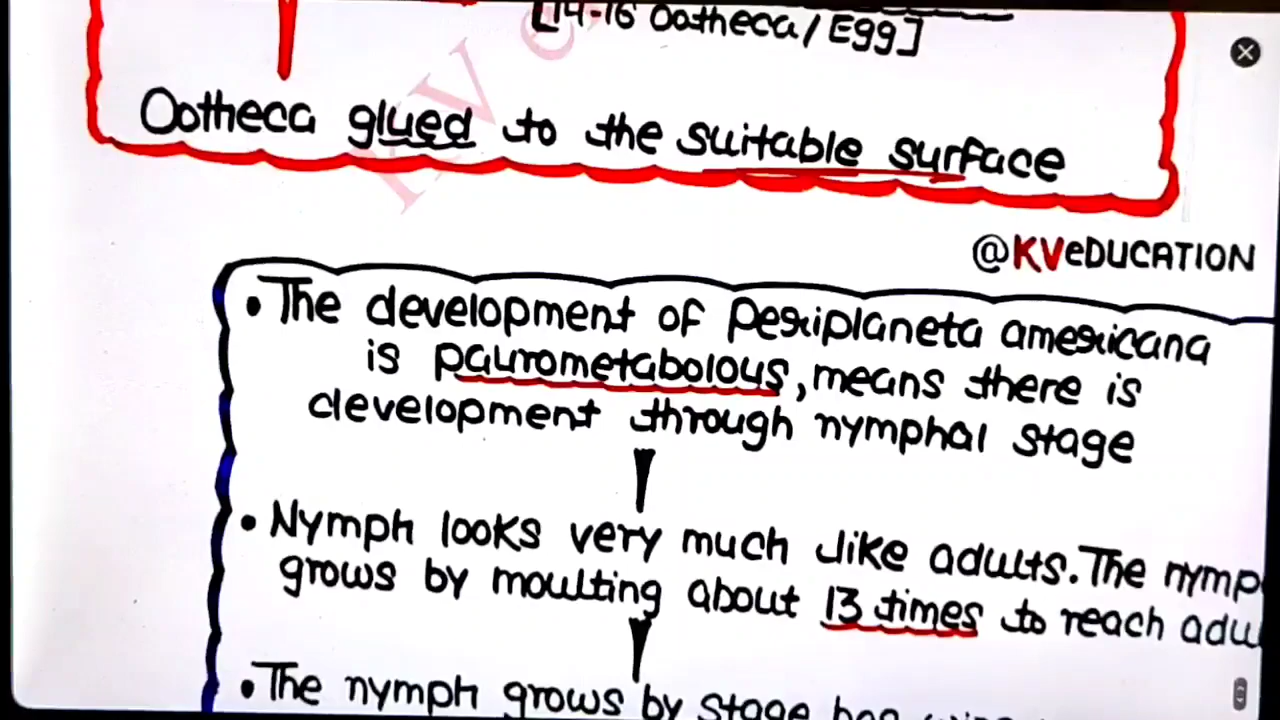 [14-16 Ootheca/Egg]
Ootheca glued to the suitable surface
@KVeDUCATION
• The development of Periplaneta americana
is paurometabolous, means there is
development through nymphal stage
• Nymph looks very much like adults. The nymp
grows by moulting about 13 times to reach adu
• The nymph grows by stage